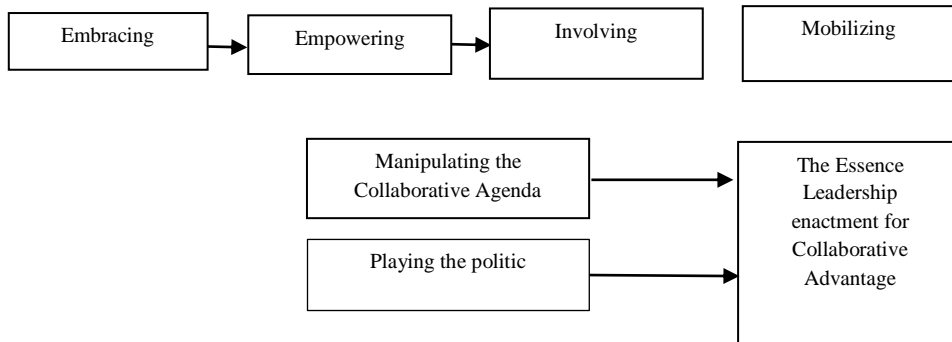 Embracing
Empowering
Involving
Mobilizing
Manipulating the
Collaborative Agenda
Playing the politic
The Essence
Leadership
enactment for
Collaborative
Advantage